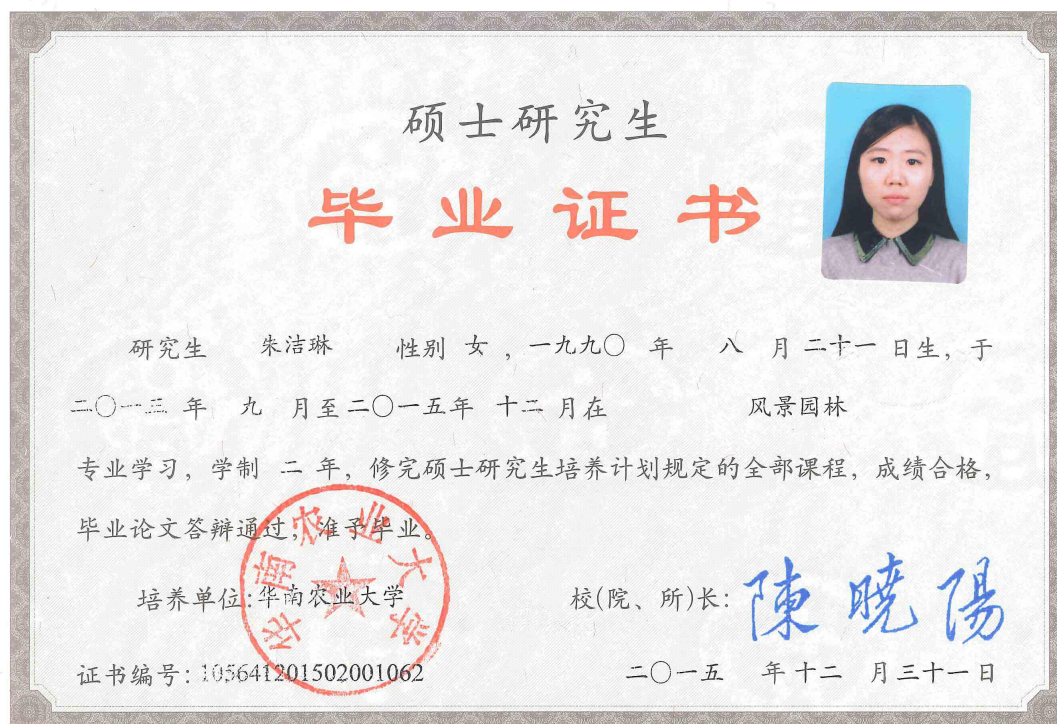 硕士研究生
毕业证书
研究生 朱洁琳 性别 女 ，一九九〇 年 八 月 二十一 日生，于
二〇一三 年 九 月至 二〇一五年 十二 月在 风景园林
专业学习，学制 二 年，修完硕士研究生培养计划规定的全部课程，成绩合格，
毕业论文答辩通过，准予毕业。
华南农业大学
培养单位：华南农业大学 校(院、所)长：陳曉陽
证书编号：105641201502001062 二〇一五 年 十二 月 三十一 日